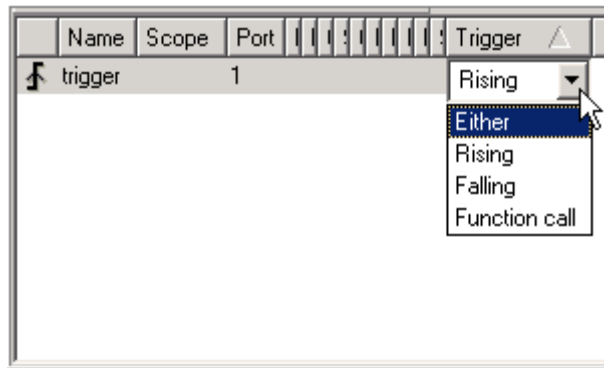 Name Scope Port Trigger
trigger 1 Rising
Either
Rising
Falling
Function call